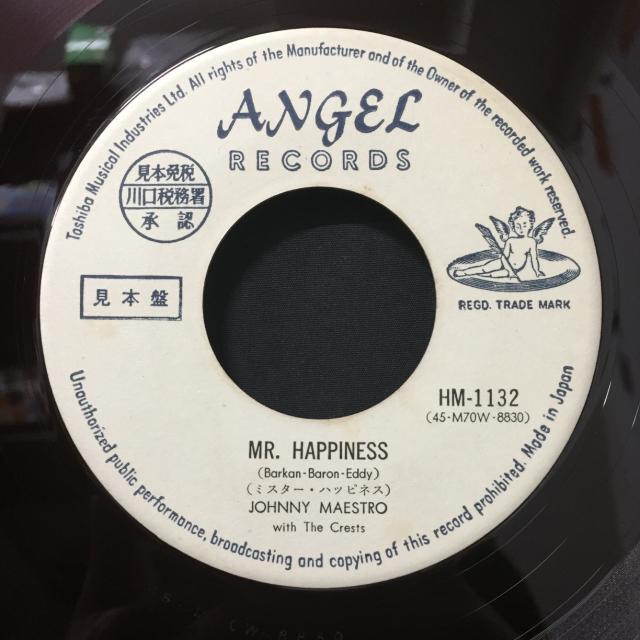 Toshiba Musical Industries Ltd. All rights of the Manufacturer and of the Owner of the recorded work reserved.
ANGEL
RECORDS
見本発税
川口税務署
承認
見本盤
REGD. TRADE MARK
HM-1132
(45-M70W-8830)
MR. HAPPINESS
(Barkan-Baron-Eddy)
(ミスター・ハッピネス)
JOHNNY MAESTRO
with The Crests
Unauthorized public performance, broadcasting and copying of this record prohibited. Made in Japan